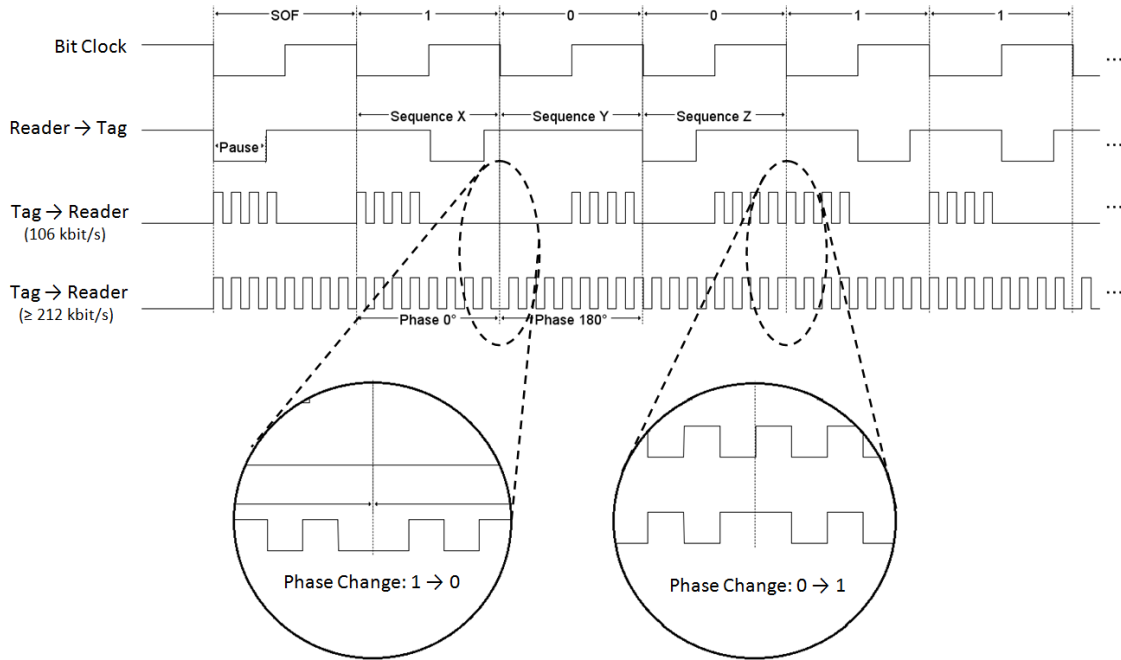 SOF 1 0 0 1 1
Bit Clock ...
Sequence X Sequence Y Sequence Z
Reader → Tag
Pause ...
Tag → Reader ...
(106 kbit/s)
Tag → Reader ...
(≥ 212 kbit/s)
Phase 0° Phase 180°
Phase Change: 1 → 0 Phase Change: 0 → 1